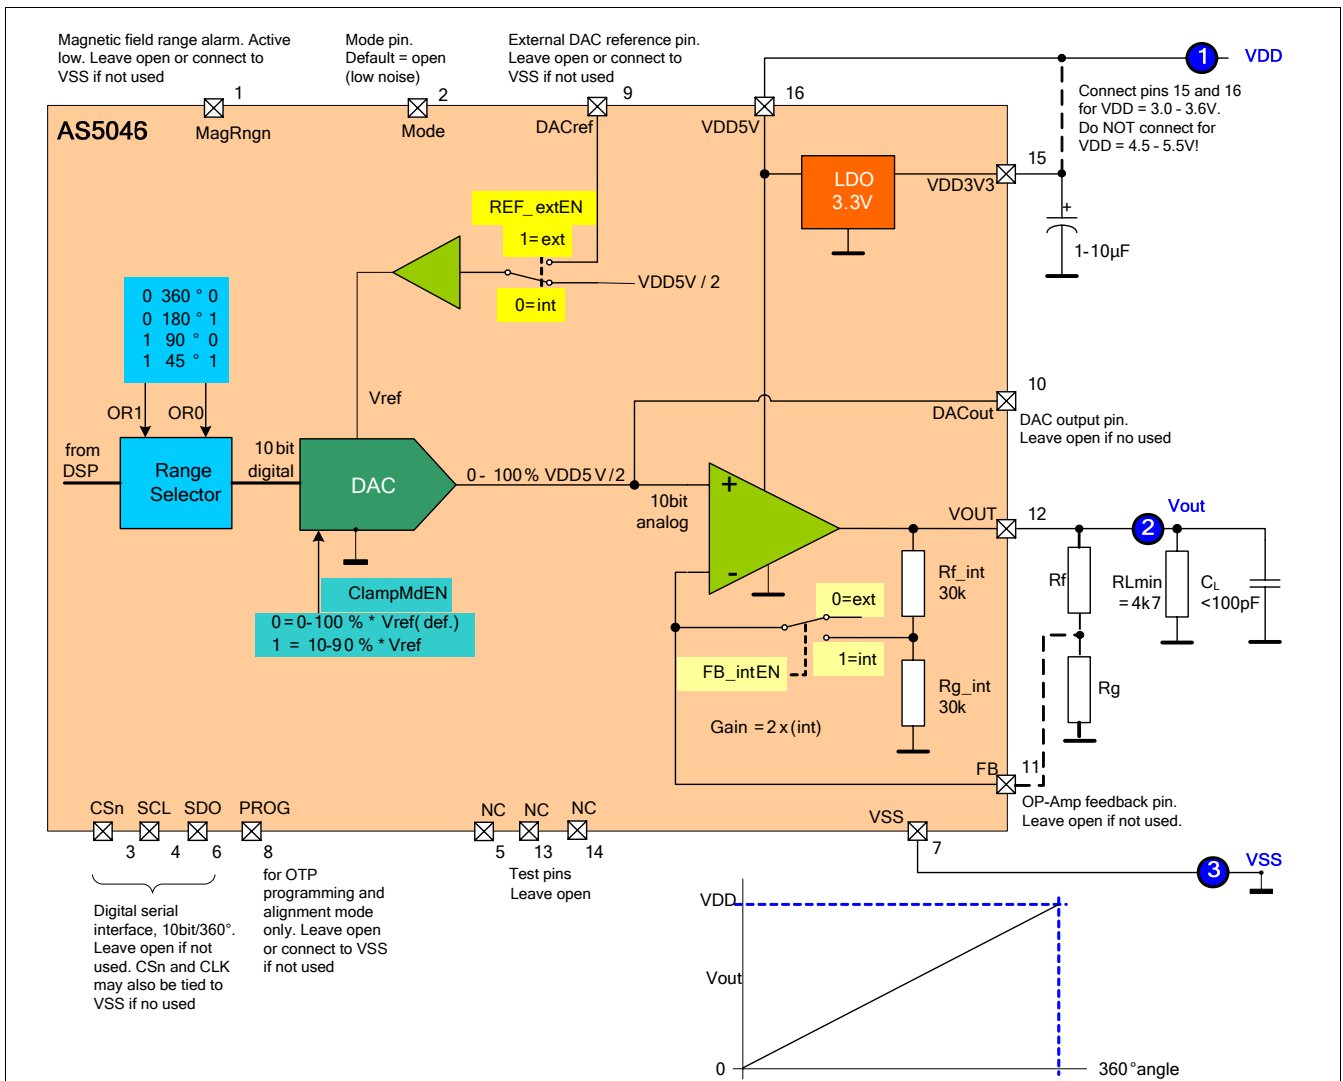 Magnetic field range alarm. Active
low. Leave open or connect to
VSS if not used
Mode pin.
Default = open
(low noise)
External DAC reference pin.
Leave open or connect to
VSS if not used
1
VDD
Connect pins 15 and 16
for VDD = 3.0 - 3.6V.
Do NOT connect for
VDD = 4.5 - 5.5V!
1
2
9
16
AS5046
MagRngn
Mode
DACref
VDD5V
LDO
3.3V
VDD3V3
15
+
1-10µF
REF_extEN
1=ext
VDD5V / 2
0=int
0 360 ° 0
0 180 ° 1
1 90 ° 0
1 45 ° 1
Vref
OR1
OR0
from
DSP
Range
Selector
10 bit
digital
DAC
0 - 100 % VDD5 V /2
10bit
analog
DACout
10
DAC output pin.
Leave open if no used
+
-
VOUT
12
2
Vout
Rf_int
30k
Rf
RLmin
= 4k7
CL
<100pF
ClampMdEN
0 = 0-100 % * Vref( def.)
1 = 10-90 % * Vref
0=ext
1=int
FB_intEN
Rg_int
30k
Rg
Gain = 2 x (int)
FB
11
OP-Amp feedback pin.
Leave open if not used.
CSn
SCL
SDO
PROG
NC
NC
NC
VSS
3
4
6
8
5
13
14
7
for OTP
programming and
alignment mode
only. Leave open
or connect to VSS
if not used
Test pins
Leave open
3
VSS
Digital serial
interface, 10bit/360°.
Leave open if not
used. CSn and CLK
may also be tied to
VSS if no used
VDD
Vout
0
360 °angle